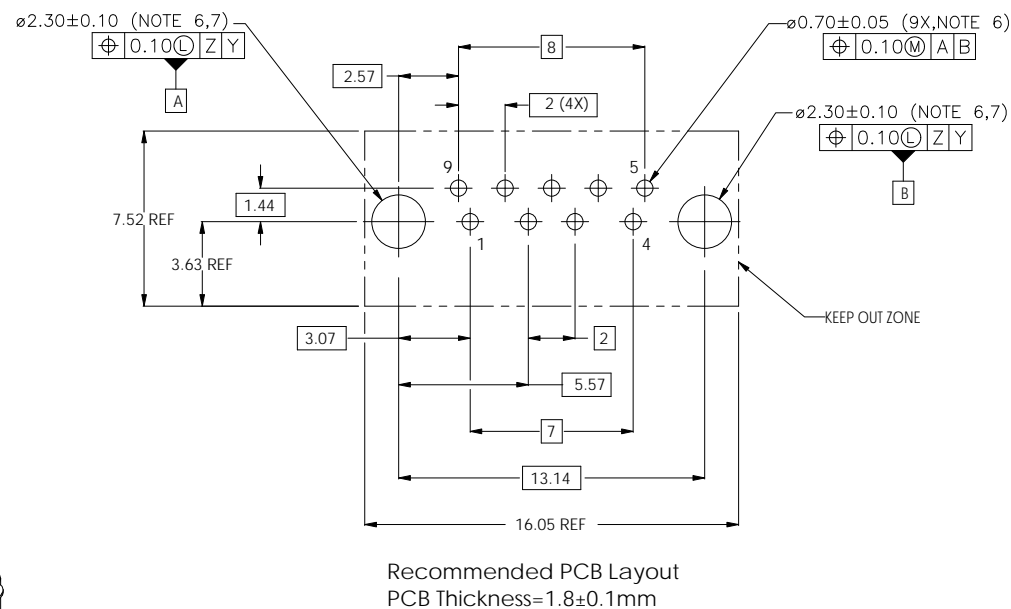 ⌀2.30±0.10 (NOTE 6,7)
⌖ 0.10Ⓛ Z Y
A
8
2.57
2 (4X)
⌀0.70±0.05 (9X,NOTE 6)
⌖ 0.10Ⓜ A B
⌀2.30±0.10 (NOTE 6,7)
⌖ 0.10Ⓛ Z Y
B
9
5
1.44
7.52 REF
1
4
3.63 REF
KEEP OUT ZONE
3.07
2
5.57
7
13.14
16.05 REF
Recommended PCB Layout
PCB Thickness=1.8±0.1mm